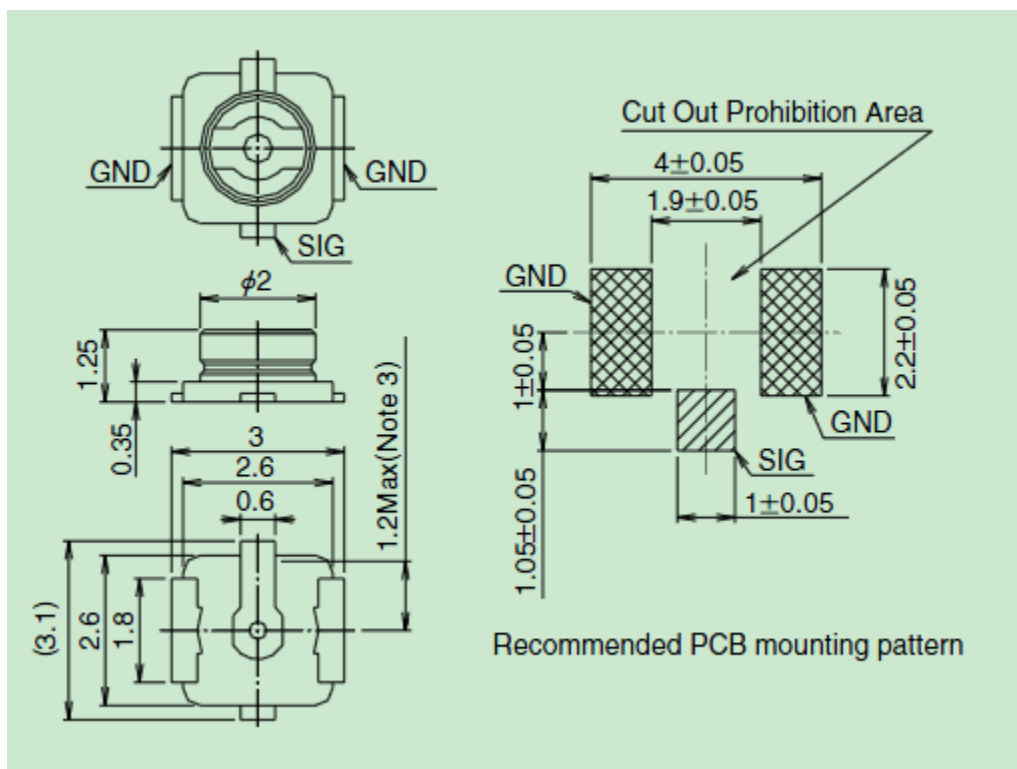 GND
GND
SIG
ϕ2
1.25
0.35
3
2.6
0.6
1.2Max(Note 3)
(3.1)
2.6
1.8
Cut Out Prohibition Area
4±0.05
1.9±0.05
GND
1±0.05
2.2±0.05
GND
SIG
1.05±0.05
1±0.05
Recommended PCB mounting pattern